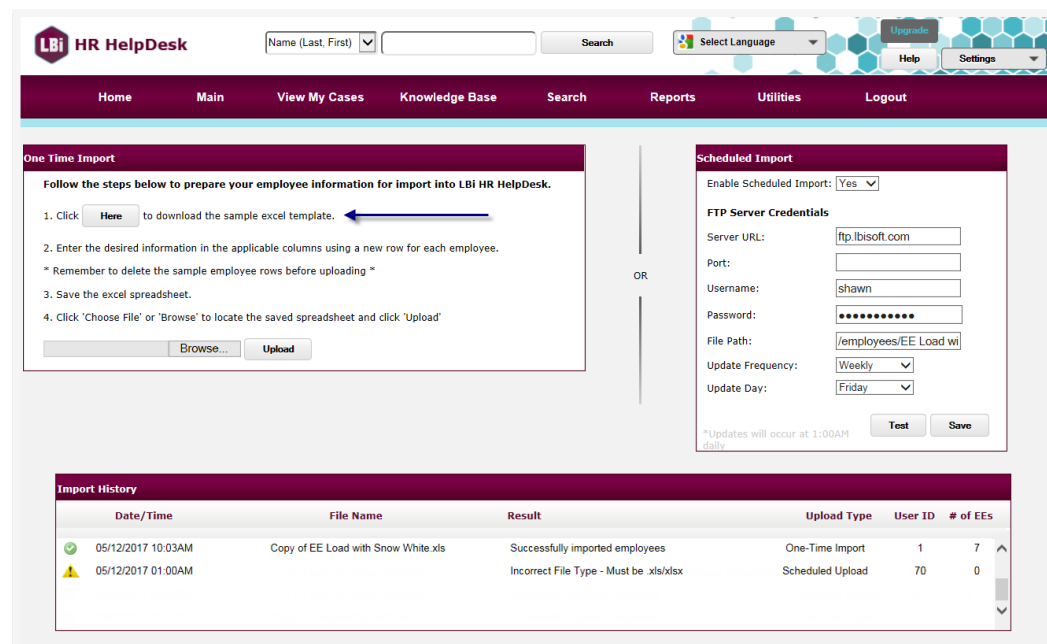 LBi HR HelpDesk
Name (Last, First)
Search
Select Language
Upgrade
Help
Settings
Home Main View My Cases Knowledge Base Search Reports Utilities Logout
One Time Import
Follow the steps below to prepare your employee information for import into LBi HR HelpDesk.
1. Click Here to download the sample excel template.
2. Enter the desired information in the applicable columns using a new row for each employee.
* Remember to delete the sample employee rows before uploading *
3. Save the excel spreadsheet.
4. Click 'Choose File' or 'Browse' to locate the saved spreadsheet and click 'Upload'
Browse... Upload
OR
Scheduled Import
Enable Scheduled Import: Yes
FTP Server Credentials
Server URL: ftp.lbisoft.com
Port:
Username: shawn
Password: ●●●●●●●●●●●
File Path: /employees/EE Load wi
Update Frequency: Weekly
Update Day: Friday
Test Save
*Updates will occur at 1:00AM
daily
Import History
Date/Time File Name Result Upload Type User ID # of EEs
05/12/2017 10:03AM Copy of EE Load with Snow White.xls Successfully imported employees One-Time Import 1 7
05/12/2017 01:00AM Incorrect File Type - Must be .xls/xlsx Scheduled Upload 70 0